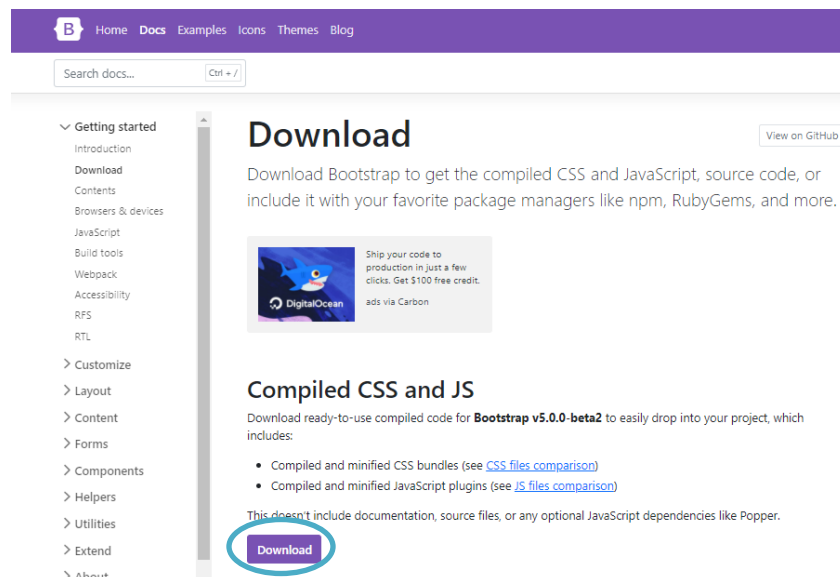 B Home Docs Examples Icons Themes Blog
Search docs... Ctrl + /
Getting started
Introduction
Download
Contents
Browsers & devices
JavaScript
Build tools
Webpack
Accessibility
RFS
RTL
Customize
Layout
Content
Forms
Components
Helpers
Utilities
Extend
About
Download
View on GitHub
Download Bootstrap to get the compiled CSS and JavaScript, source code, or
include it with your favorite package managers like npm, RubyGems, and more.
DigitalOcean
Ship your code to
production in just a few
clicks. Get $100 free credit.
ads via Carbon
Compiled CSS and JS
Download ready-to-use compiled code for Bootstrap v5.0.0-beta2 to easily drop into your project, which
includes:
• Compiled and minified CSS bundles (see CSS files comparison)
• Compiled and minified JavaScript plugins (see JS files comparison)
This doesn't include documentation, source files, or any optional JavaScript dependencies like Popper.
Download